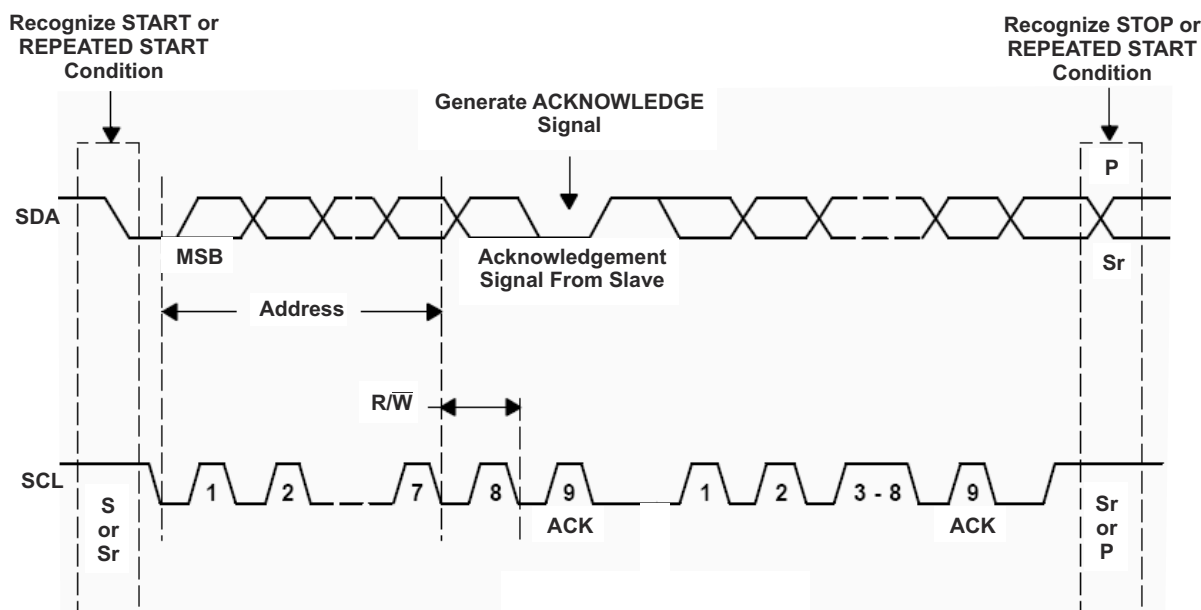 Recognize START or
REPEATED START
Condition
Recognize STOP or
REPEATED START
Condition
Generate ACKNOWLEDGE
Signal
P
SDA
MSB
Acknowledgement
Signal From Slave
Sr
Address
R/W̅
SCL
1
2
7
8
9
1
2
3 - 8
9
ACK
ACK
S
or
Sr
Sr
or
P